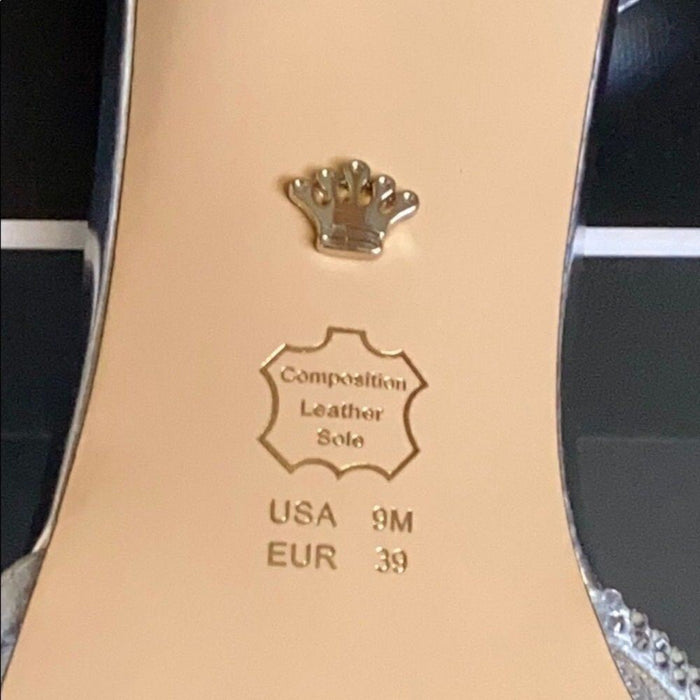 Composition
Leather
Sole
USA 9M
EUR 39